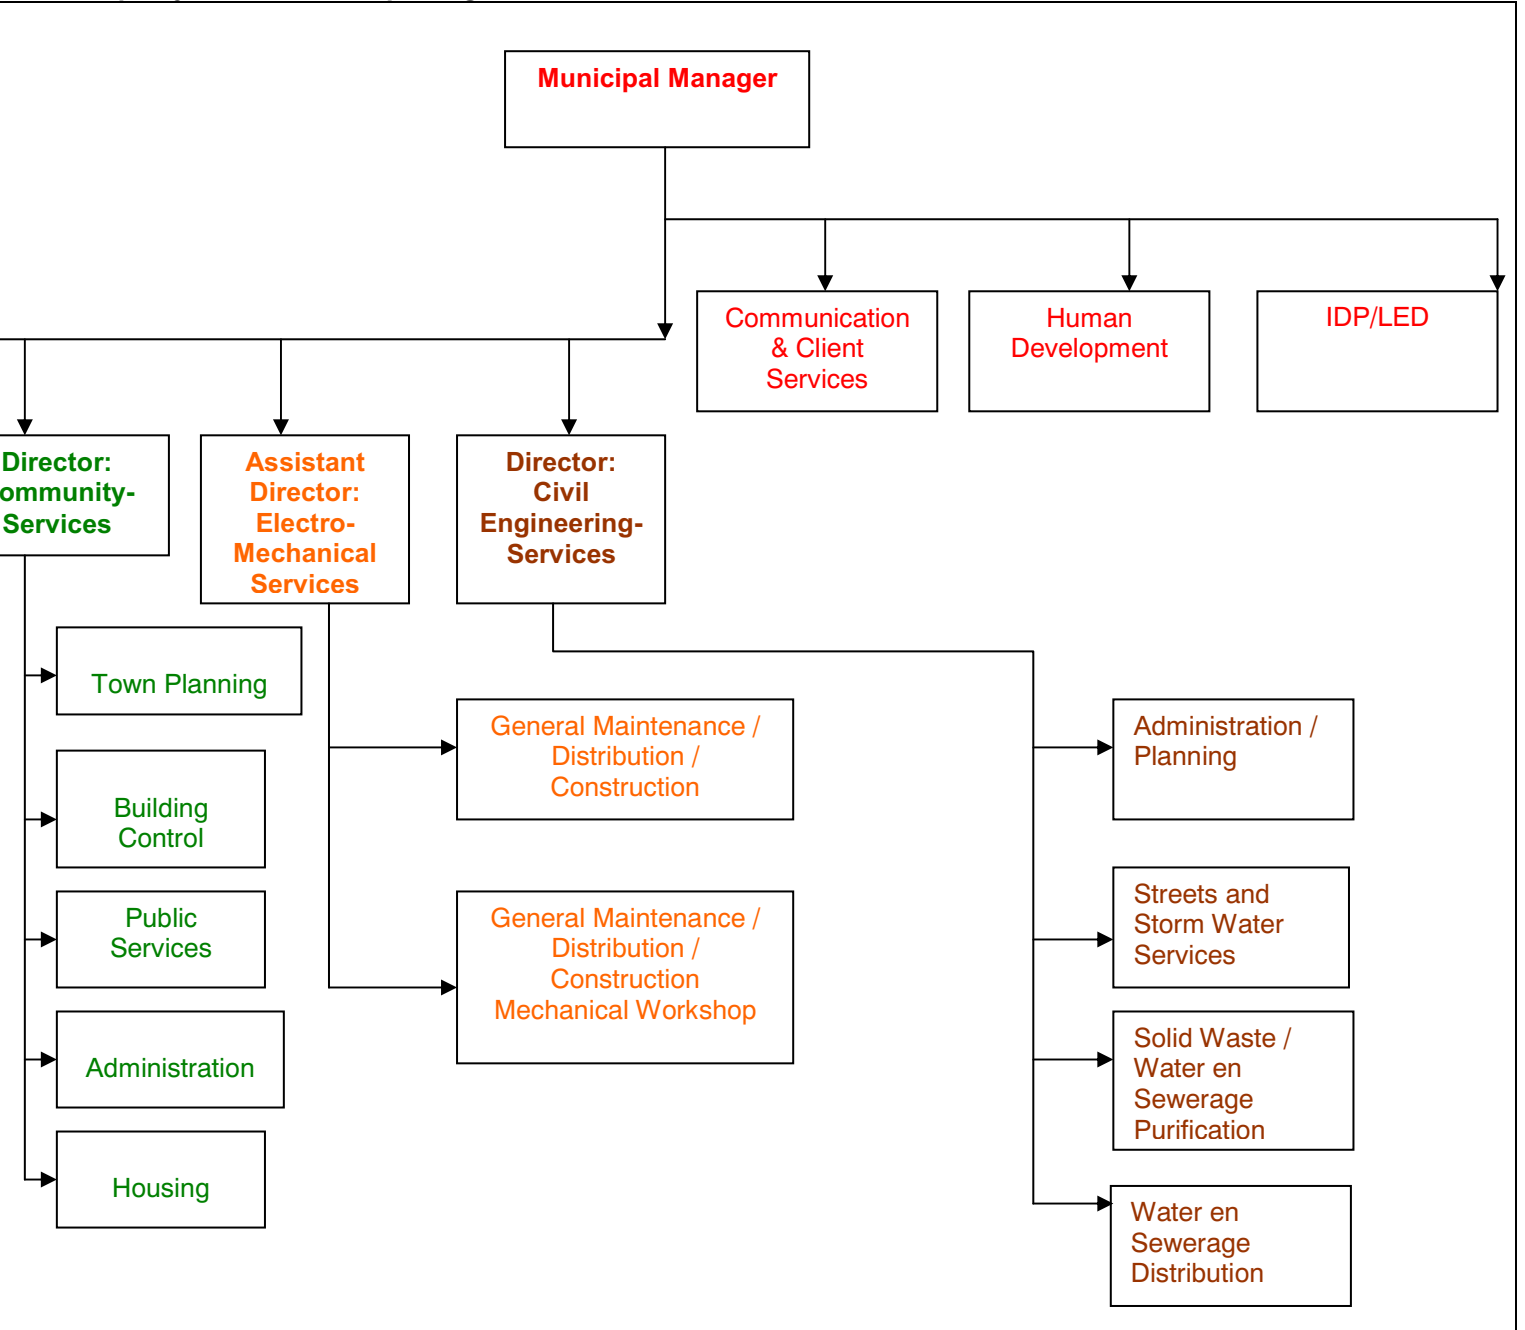 Municipal Manager
Communication
& Client
Services
Human
Development
IDP/LED
Director:
ommunity-
Services
Assistant
Director:
Electro-
Mechanical
Services
Director:
Civil
Engineering-
Services
Town Planning
Building
Control
Public
Services
Administration
Housing
General Maintenance /
Distribution /
Construction
General Maintenance /
Distribution /
Construction
Mechanical Workshop
Administration /
Planning
Streets and
Storm Water
Services
Solid Waste /
Water en
Sewerage
Purification
Water en
Sewerage
Distribution